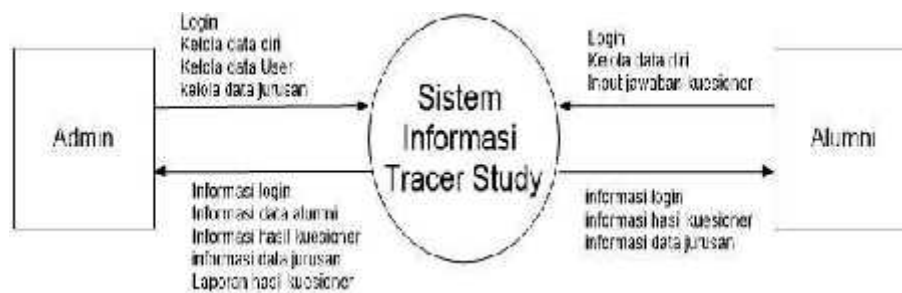 Login
Kelola data diri
Kelola data User
kelola data jurusan
Admin
Informasi login
Informasi data alumni
Informasi hasil kuesioner
informasi data jurusan
Laporan hasil kuesioner
Sistem
Informasi
Tracer Study
Login
Kelola data diri
Input jawaban kuesioner
Alumni
informasi login
informasi hasil kuesioner
informasi data jurusan